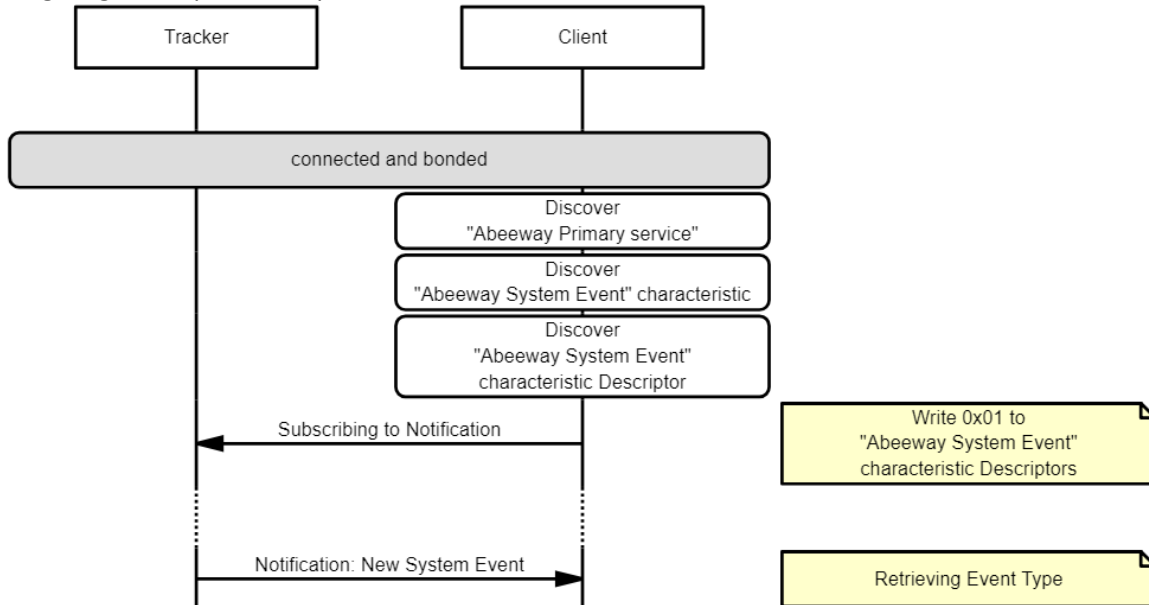 Tracker
Client
connected and bonded
Discover
"Abeeway Primary service"
Discover
"Abeeway System Event" characteristic
Discover
"Abeeway System Event"
characteristic Descriptor
Subscribing to Notification
Write 0x01 to
"Abeeway System Event"
characteristic Descriptors
Notification: New System Event
Retrieving Event Type